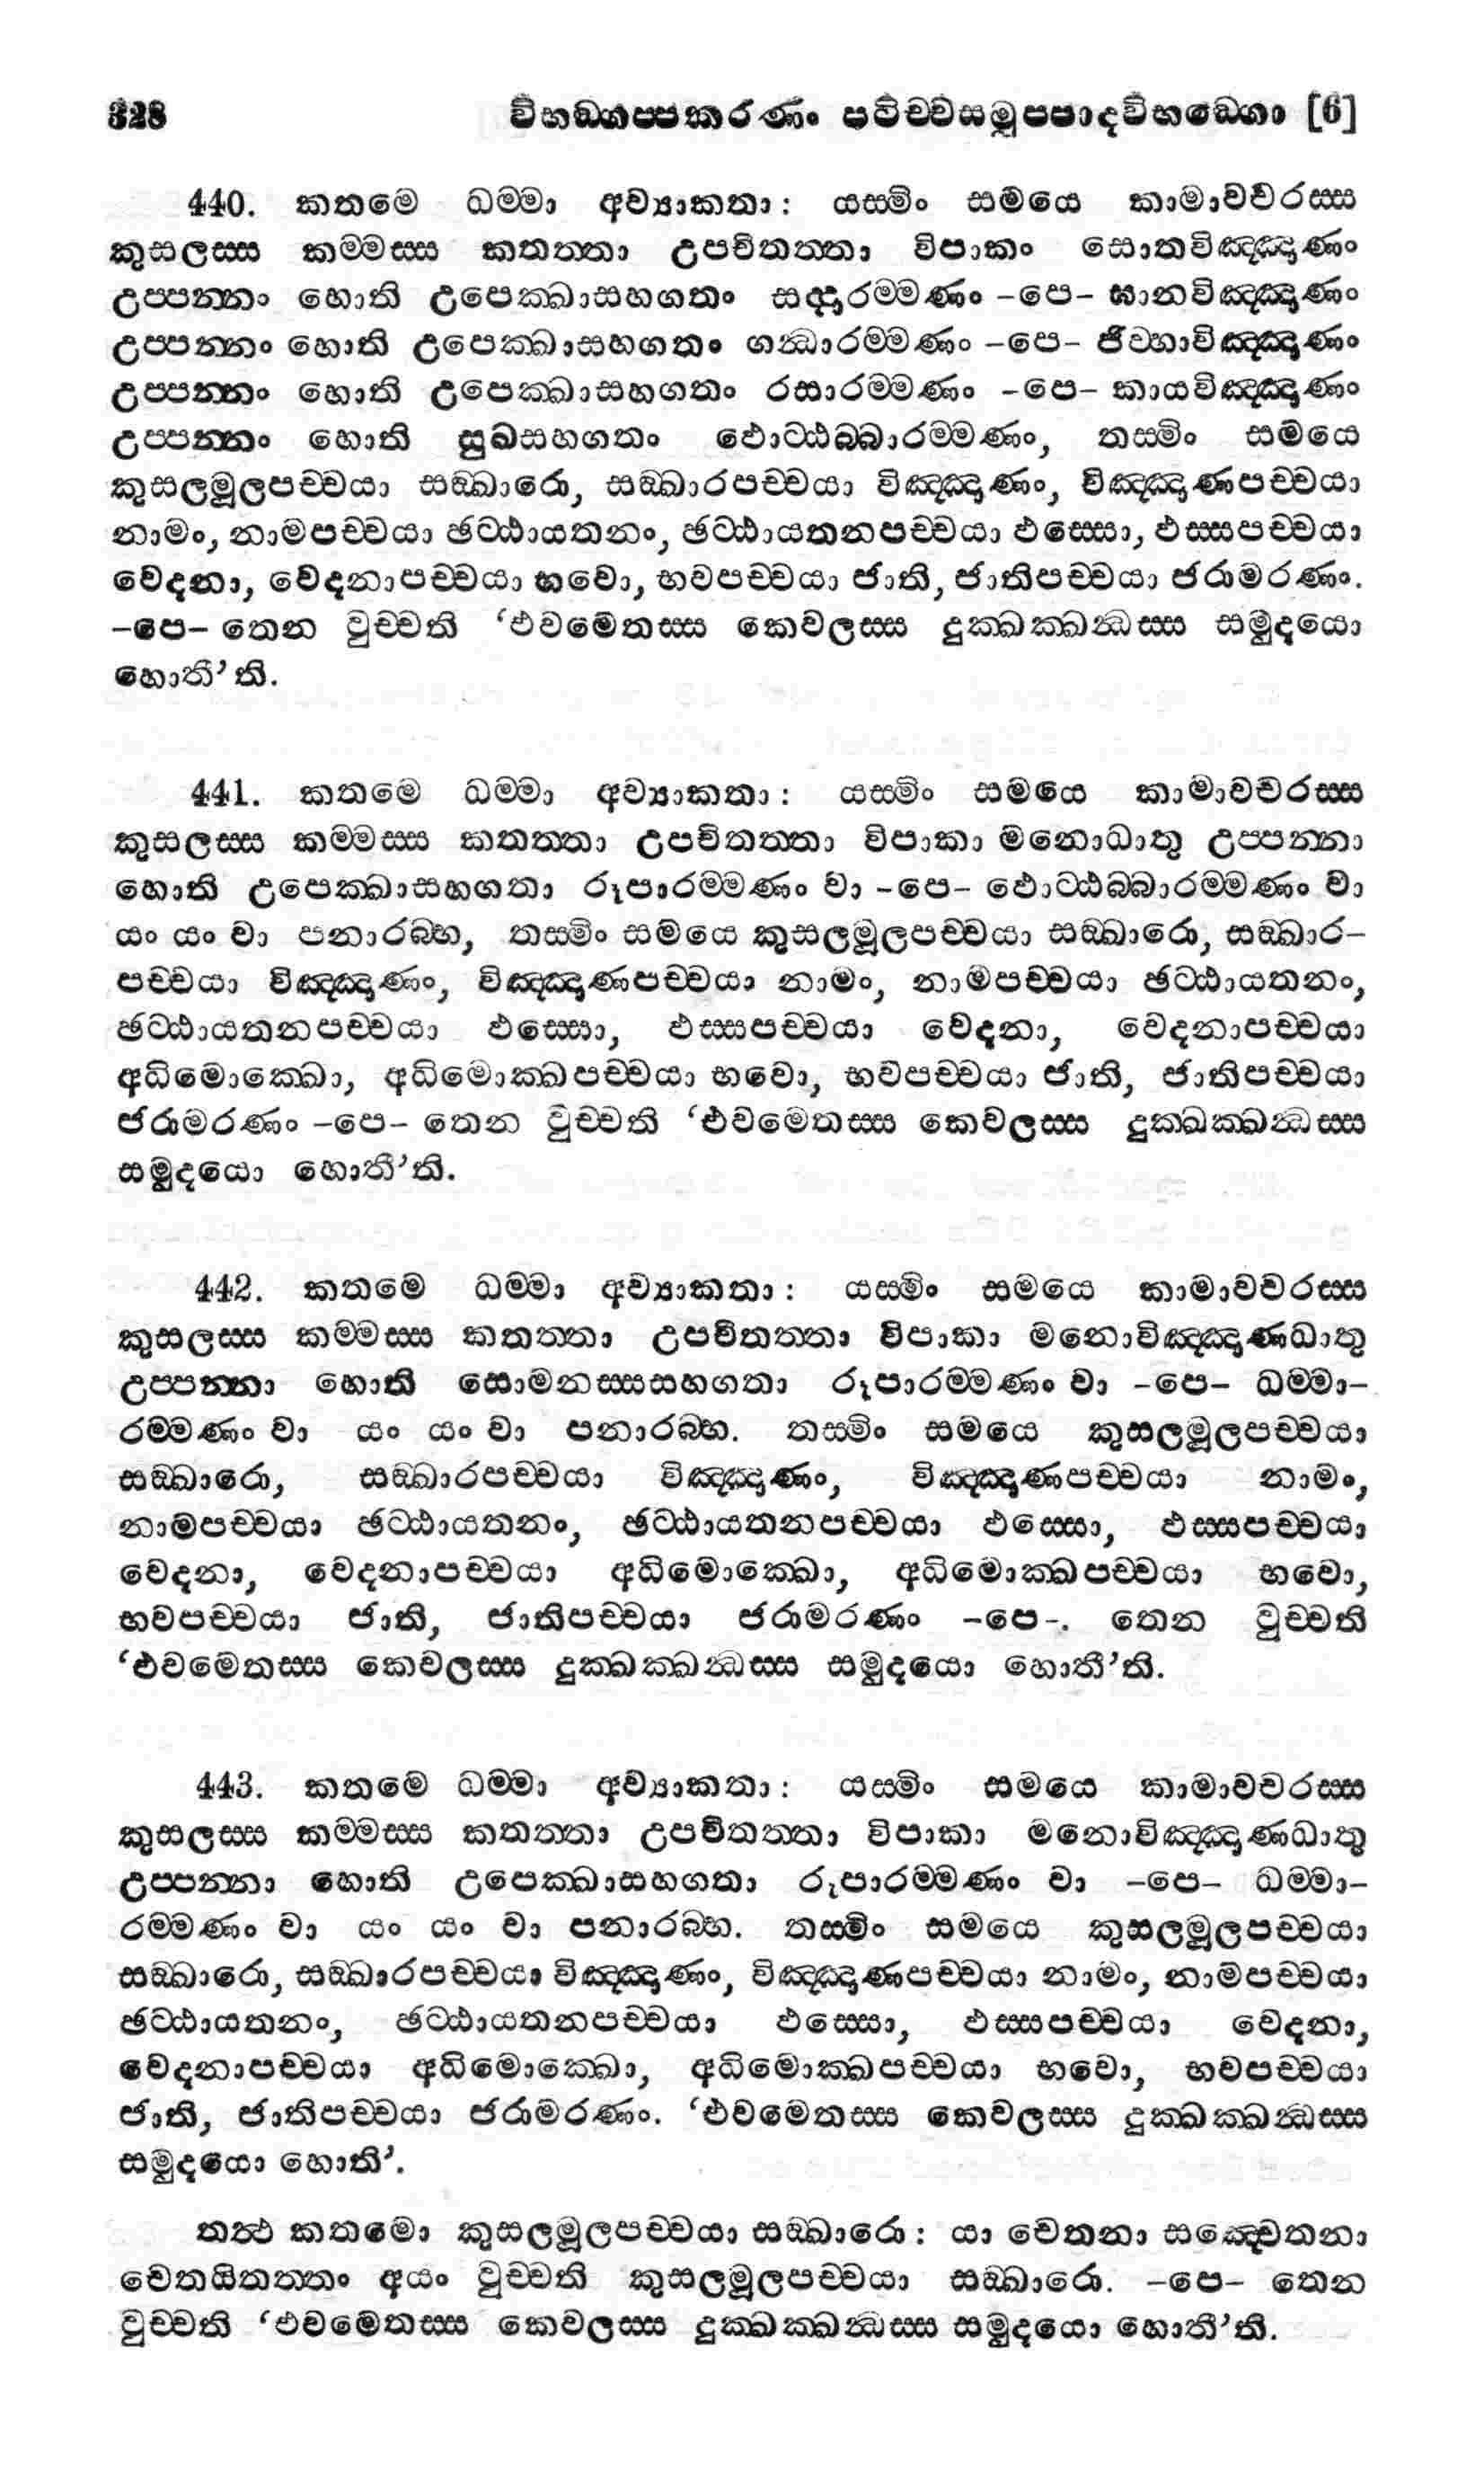 328 විභඞ්ගප්පකරණං පටිච්චසමුප්පාදවිභඞ්ගො [6]
440. කතමෙ ධම්මා අව්‍යාකතා: යස්මිං සමයෙ කාමාවචරස්ස
කුසලස්ස කම්මස්ස කතත්තා උපචිතත්තා විපාකං සොතවිඤ්ඤාණං
උප්පන්නං හොති උපෙක්ඛාසහගතං සද්දාරම්මණං -පෙ- ඝානවිඤ්ඤාණං
උප්පන්නං හොති උපෙක්ඛාසහගතං ගන්ධාරම්මණං -පෙ- ජිව්හාවිඤ්ඤාණං
උප්පන්නං හොති උපෙක්ඛාසහගතං රසාරම්මණං -පෙ- කායවිඤ්ඤාණං
උප්පන්නං හොති සුඛසහගතං ඵොට්ඨබ්බාරම්මණං, තස්මිං සමයෙ
කුසලමූලපච්චයා සඞ්ඛාරො, සඞ්ඛාරපච්චයා විඤ්ඤාණං, විඤ්ඤාණපච්චයා
නාමං, නාමපච්චයා ඡට්ඨායතනං, ඡට්ඨායතනපච්චයා ඵස්සො, ඵස්සපච්චයා
වෙදනා, වෙදනාපච්චයා භවො, භවපච්චයා ජාති, ජාතිපච්චයා ජරාමරණං.
-පෙ- තෙන වුච්චති ‘එවමෙතස්ස කෙවලස්ස දුක්ඛක්ඛන්ධස්ස සමුදයො
හොතී’ති.
441. කතමෙ ධම්මා අව්‍යාකතා: යස්මිං සමයෙ කාමාවචරස්ස
කුසලස්ස කම්මස්ස කතත්තා උපචිතත්තා විපාකා මනොධාතු උප්පන්නා
හොති උපෙක්ඛාසහගතා රූපාරම්මණං වා -පෙ- ඵොට්ඨබ්බාරම්මණං වා
යං යං වා පනාරබ්භ, තස්මිං සමයෙ කුසලමූලපච්චයා සඞ්ඛාරො, සඞ්ඛාර-
පච්චයා විඤ්ඤාණං, විඤ්ඤාණපච්චයා නාමං, නාමපච්චයා ඡට්ඨායතනං,
ඡට්ඨායතනපච්චයා ඵස්සො, ඵස්සපච්චයා වෙදනා, වෙදනාපච්චයා
අධිමොක්ඛො, අධිමොක්ඛපච්චයා භවො, භවපච්චයා ජාති, ජාතිපච්චයා
ජරාමරණං -පෙ- තෙන වුච්චති ‘එවමෙතස්ස කෙවලස්ස දුක්ඛක්ඛන්ධස්ස
සමුදයො හොතී’ති.
442. කතමෙ ධම්මා අව්‍යාකතා: යස්මිං සමයෙ කාමාවචරස්ස
කුසලස්ස කම්මස්ස කතත්තා උපචිතත්තා විපාකා මනොවිඤ්ඤාණධාතු
උප්පන්නා හොති සොමනස්සසහගතා රූපාරම්මණං වා -පෙ- ධම්මා-
රම්මණං වා යං යං වා පනාරබ්භ. තස්මිං සමයෙ කුසලමූලපච්චයා
සඞ්ඛාරො, සඞ්ඛාරපච්චයා විඤ්ඤාණං, විඤ්ඤාණපච්චයා නාමං,
නාමපච්චයා ඡට්ඨායතනං, ඡට්ඨායතනපච්චයා ඵස්සො, ඵස්සපච්චයා
වෙදනා, වෙදනාපච්චයා අධිමොක්ඛො, අධිමොක්ඛපච්චයා භවො,
භවපච්චයා ජාති, ජාතිපච්චයා ජරාමරණං -පෙ-. තෙන වුච්චති
‘එවමෙතස්ස කෙවලස්ස දුක්ඛක්ඛන්ධස්ස සමුදයො හොතී’ති.
443. කතමෙ ධම්මා අව්‍යාකතා: යස්මිං සමයෙ කාමාවචරස්ස
කුසලස්ස කම්මස්ස කතත්තා උපචිතත්තා විපාකා මනොවිඤ්ඤාණධාතු
උප්පන්නා හොති උපෙක්ඛාසහගතා රූපාරම්මණං වා -පෙ- ධම්මා-
රම්මණං වා යං යං වා පනාරබ්භ. තස්මිං සමයෙ කුසලමූලපච්චයා
සඞ්ඛාරො, සඞ්ඛාරපච්චයා විඤ්ඤාණං, විඤ්ඤාණපච්චයා නාමං, නාමපච්චයා
ඡට්ඨායතනං, ඡට්ඨායතනපච්චයා ඵස්සො, ඵස්සපච්චයා වෙදනා,
වෙදනාපච්චයා අධිමොක්ඛො, අධිමොක්ඛපච්චයා භවො, භවපච්චයා
ජාති, ජාතිපච්චයා ජරාමරණං. ‘එවමෙතස්ස කෙවලස්ස දුක්ඛක්ඛන්ධස්ස
සමුදයො හොති’.
තත්ථ කතමො කුසලමූලපච්චයා සඞ්ඛාරො: යා චෙතනා සඤ්චෙතනා
චෙතයිතත්තං අයං වුච්චති කුසලමූලපච්චයා සඞ්ඛාරො. -පෙ- තෙන
වුච්චති ‘එවමෙතස්ස කෙවලස්ස දුක්ඛක්ඛන්ධස්ස සමුදයො හොතී’ති.